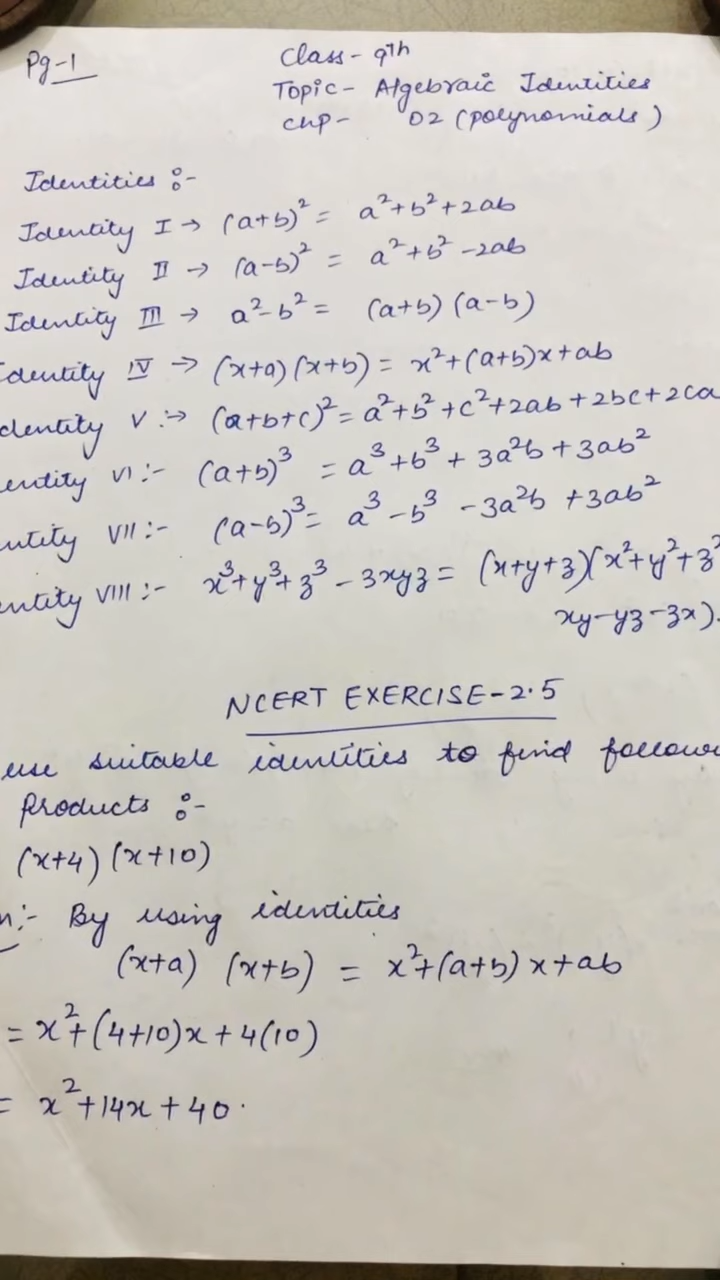 Pg-1
Class- 9th
Topic- Algebraic Identities
Chp- 02 (polynomials)
Identities :-
Identity I → (a+b)² = a²+b²+2ab
Identity II → (a-b)² = a²+b²-2ab
Identity III → a²-b² = (a+b) (a-b)
dentity IV → (x+a) (x+b) = x²+(a+b)x+ab
dentity V :→ (a+b+c)² = a²+b²+c²+2ab+2bc+2ca
entity VI :- (a+b)³ = a³+b³+3a²b+3ab²
ntity VII :- (a-b)³ = a³-b³-3a²b+3ab²
entity VIII :- x³+y³+z³-3xyz = (x+y+z)(x²+y²+z²
xy-yz-zx).
NCERT EXERCISE-2.5
use suitable identities to find followi
products :-
(x+4) (x+10)
n:- By using identities
(x+a) (x+b) = x²+(a+b)x+ab
= x²+(4+10)x+4(10)
= x²+14x+40.